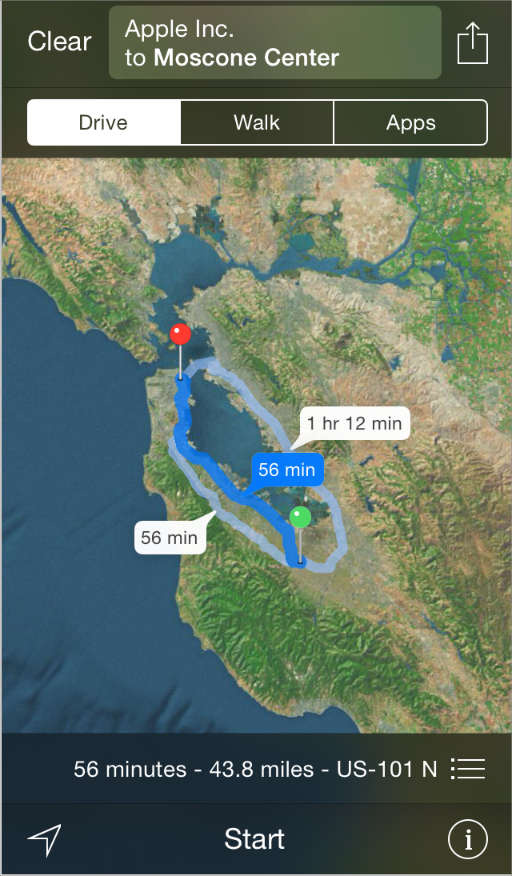 Clear
Apple Inc.
to Moscone Center
Drive
Walk
Apps
1 hr 12 min
56 min
56 min
56 minutes - 43.8 miles - US-101 N
Start
i